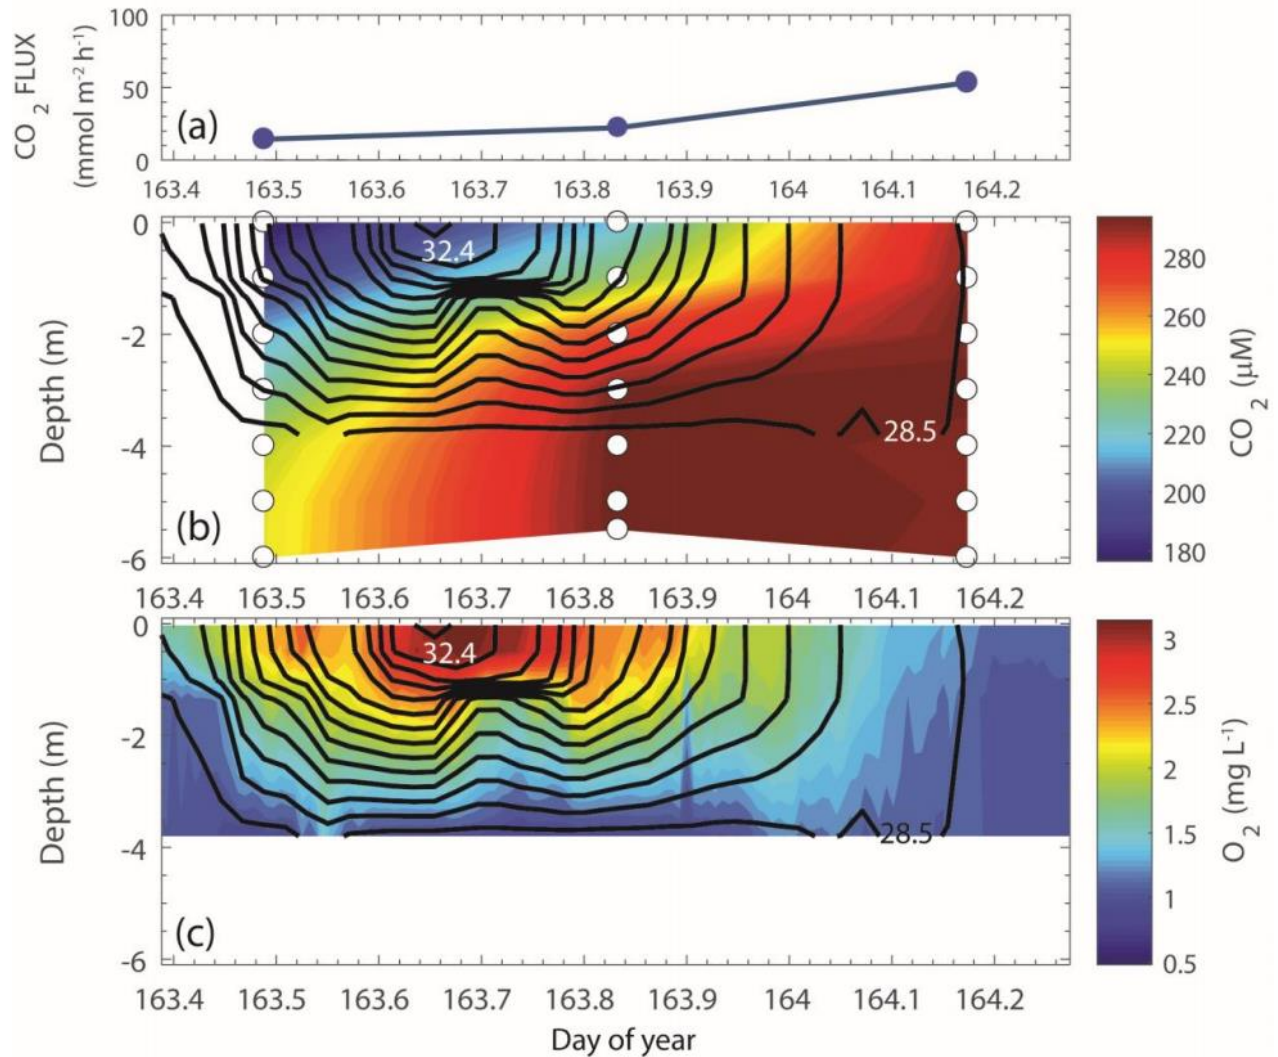 CO2 FLUX
(mmol m⁻² h⁻¹)
100
50
0
(a)
163.4 163.5 163.6 163.7 163.8 163.9 164 164.1 164.2
Depth (m)
0
-2
-4
-6
32.4
28.5
(b)
280
260
240
220
200
180
CO2 (μM)
163.4 163.5 163.6 163.7 163.8 163.9 164 164.1 164.2
Depth (m)
0
-2
-4
-6
32.4
28.5
(c)
3
2.5
2
1.5
1
0.5
O2 (mg L⁻¹)
163.4 163.5 163.6 163.7 163.8 163.9 164 164.1 164.2
Day of year